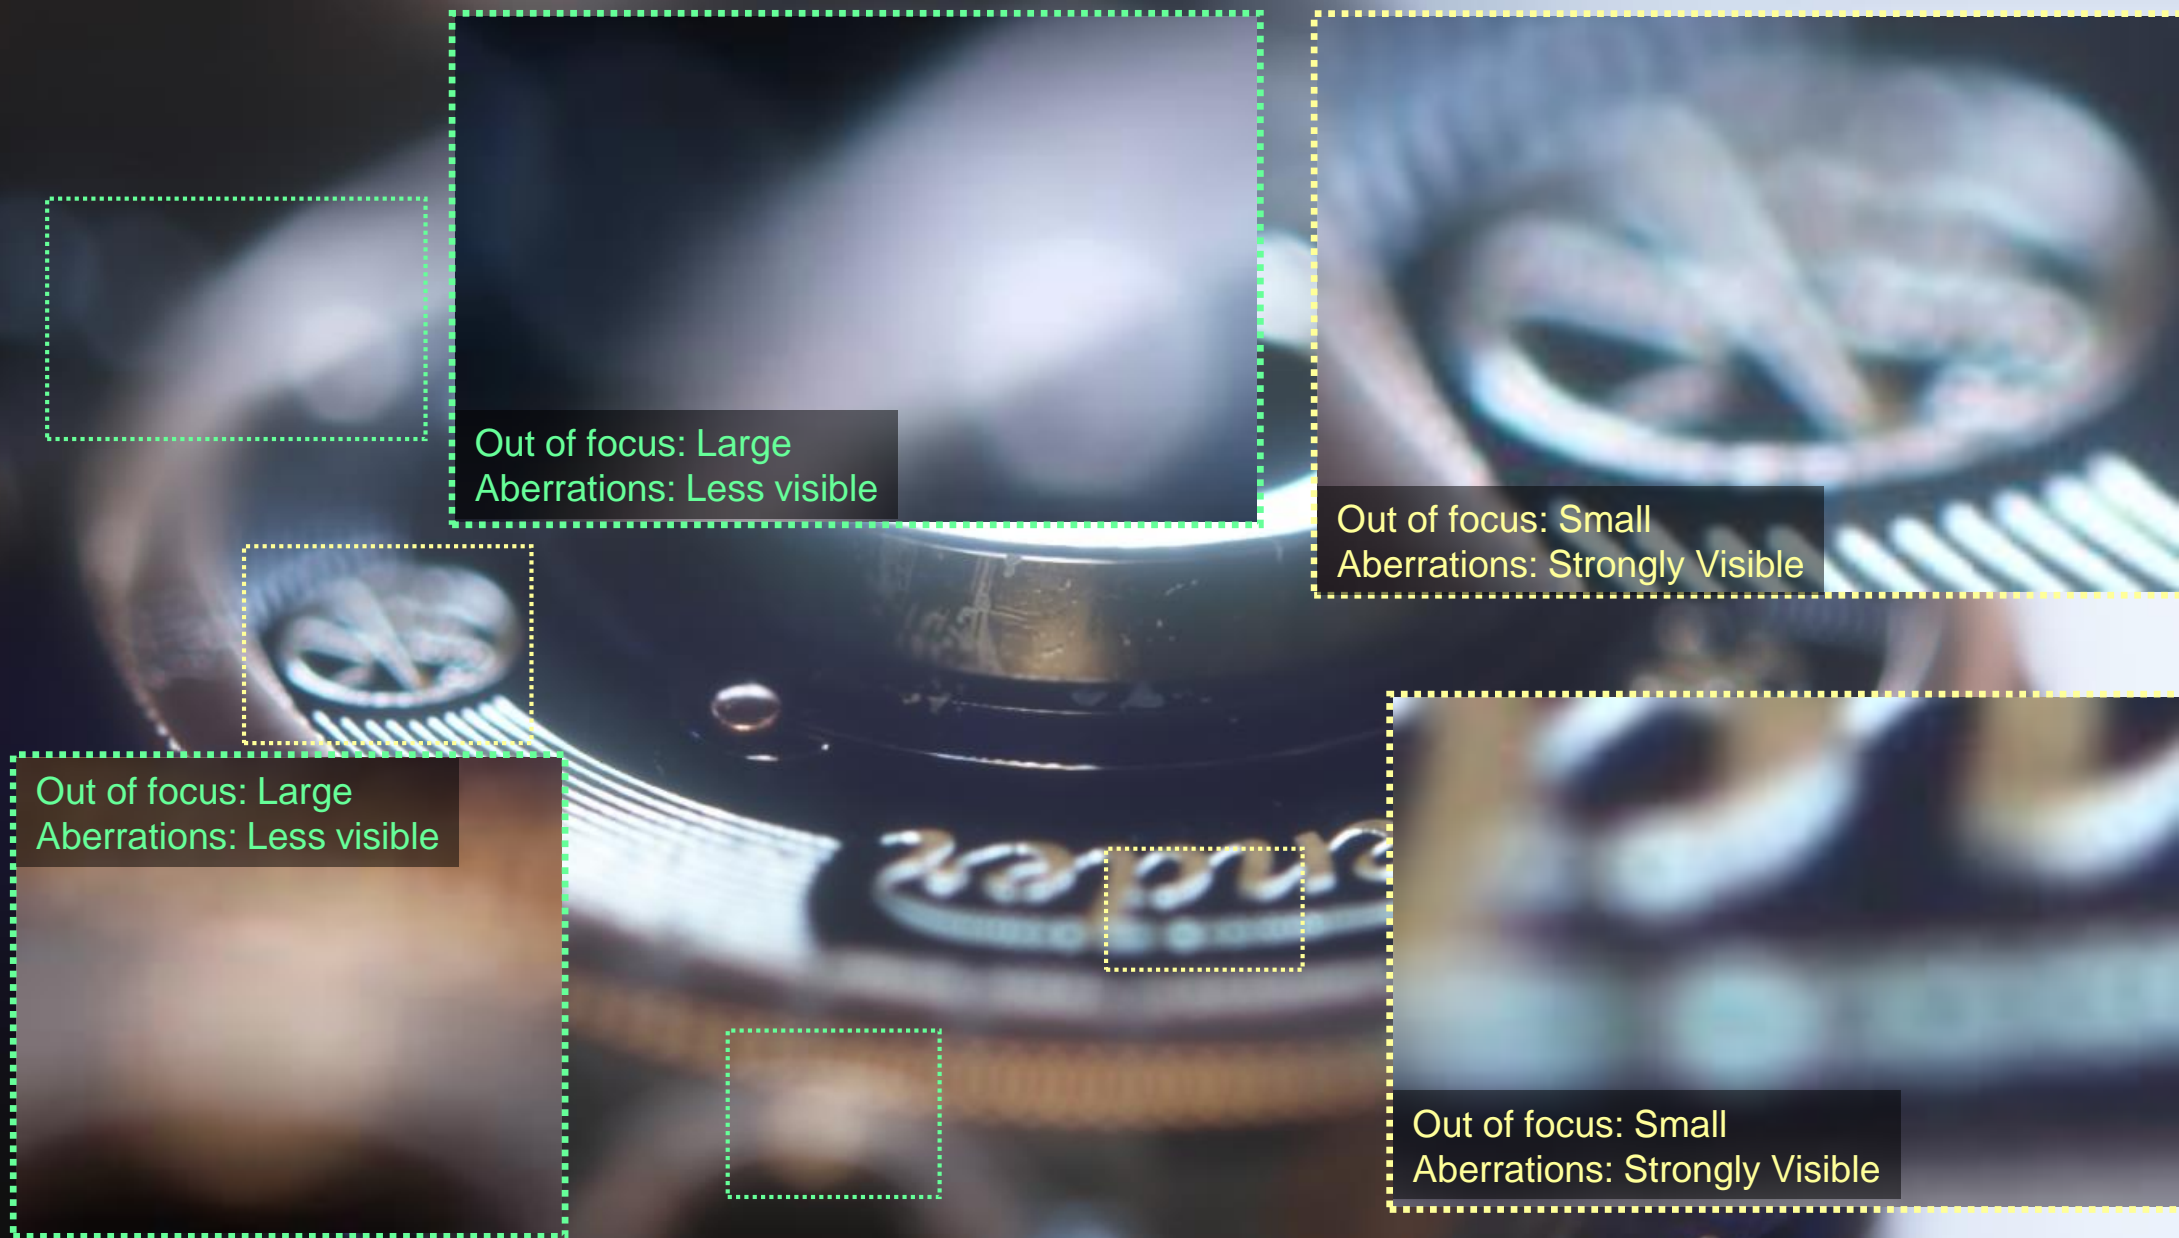 Out of focus: Large
Aberrations: Less visible
Out of focus: Small
Aberrations: Strongly Visible
Out of focus: Large
Aberrations: Less visible
Out of focus: Small
Aberrations: Strongly Visible